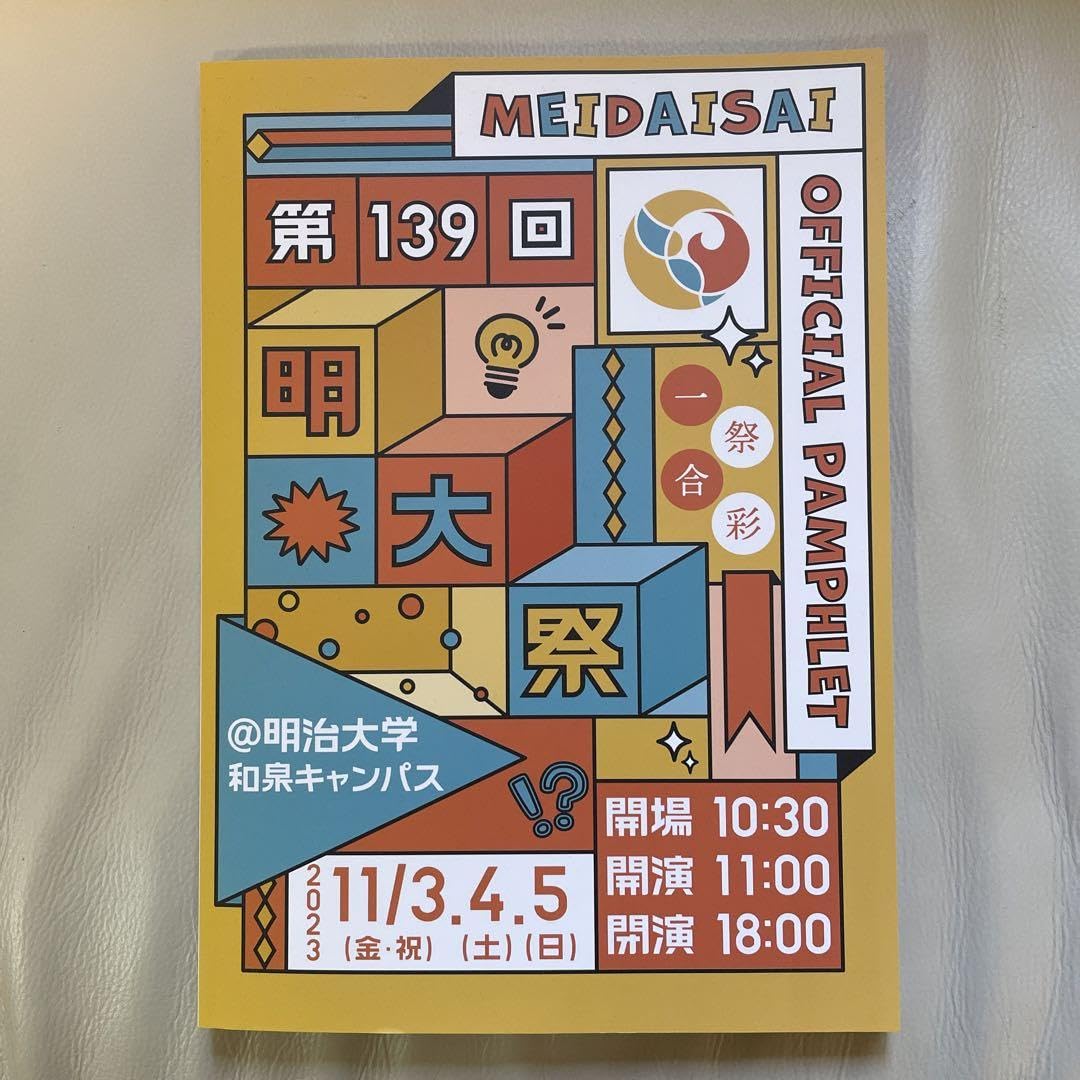 MEIDAISAI
OFFICIAL PAMPHLET
第139回
明大祭
一祭合彩
@明治大学
和泉キャンパス
!?
2023
11/3.4.5
(金・祝) (土) (日)
開場 10:30
開演 11:00
閉演 18:00